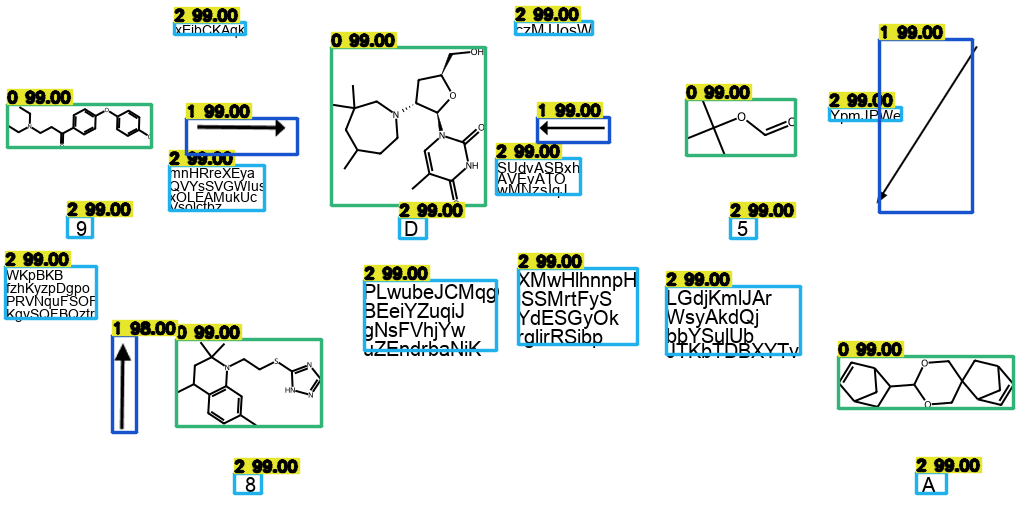 2 99.00
2 99.00
xEibCKAqk
czMJJosW
1 99.00
0 99.00
OH
0 99.00
0 99.00
2 99.00
YpmJPWe
1 99.00
1 99.00
O
N
O
O
O
N
O
N
O
NH
2 99.00
mnHRreXEya
QVYsSVGWIus
xOLEAMukUc
2 99.00
SUdvASBxh
AVFyATO
wMNzsIqJ
2 99.00
9
2 99.00
D
2 99.00
5
2 99.00
WKpBKB
fzhKyzpDgpo
PRVNquFSOF
KgvSOEBOztr
2 99.00
PLwubeJCMqg
BEeiYZuqiJ
gNsFVhjYw
uZEndrbaNiK
2 99.00
XMwHlhnnpH
SSMrtFyS
YdESGyOk
rglirRSibp
2 99.00
LGdjKmlJAr
WsyAkdQj
bbYSulUb
JTKbTDBXYTv
1 98.00
0 99.00
N
S
N
HN
N
0 99.00
O
O
2 99.00
8
2 99.00
A